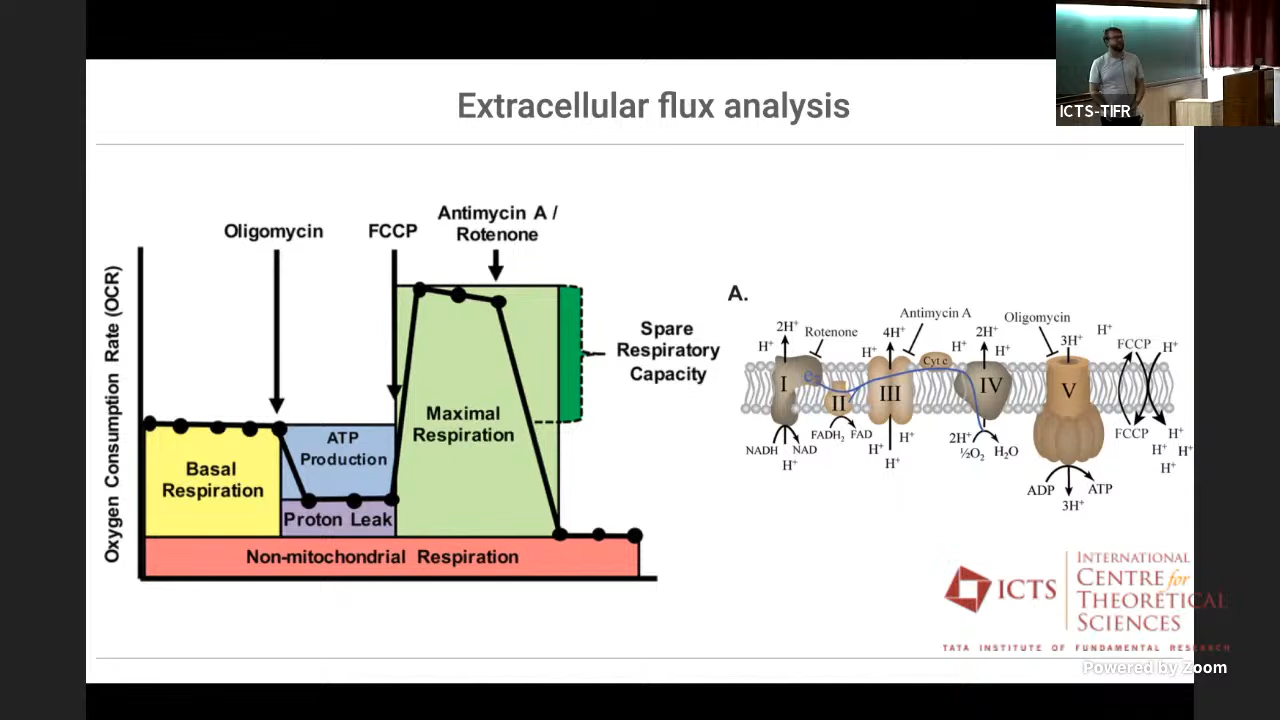 Extracellular flux analysis
ICTS-TIFR
Oligomycin
FCCP
Antimycin A /
Rotenone
Oxygen Consumption Rate (OCR)
Basal
Respiration
ATP
Production
Proton Leak
Maximal
Respiration
Non-mitochondrial Respiration
Spare
Respiratory
Capacity
A.
2H⁺
H⁺
Rotenone
I
e⁻
NADH
NAD
H⁺
II
FADH₂
FAD
Antimycin A
4H⁺
H⁺
III
H⁺
H⁺
H⁺
Cyt c
2H⁺
H⁺
H⁺
IV
2H⁺
½O₂
H₂O
Oligomycin
3H⁺
V
ADP
ATP
3H⁺
H⁺
FCCP
H⁺
FCCP
H⁺
H⁺
H⁺
H⁺
ICTS
INTERNATIONAL
CENTRE for
THEORETICAL
SCIENCES
TATA INSTITUTE OF FUNDAMENTAL RESEARCH
Powered by Zoom